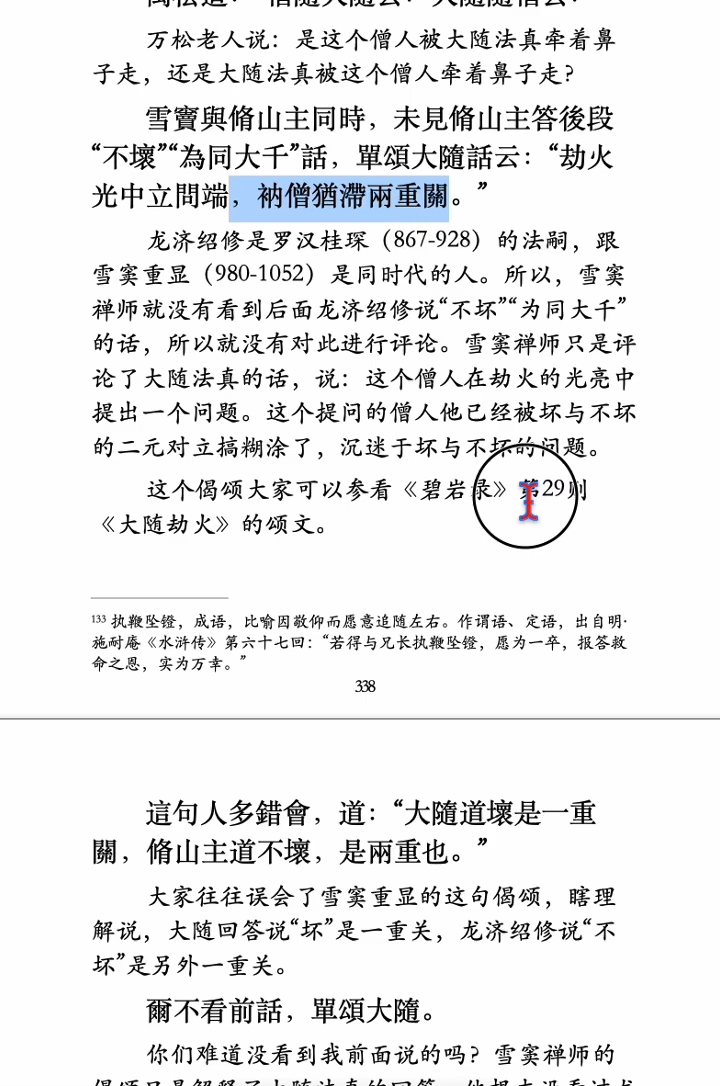 萬松道：“僧隨大隨去？大隨隨僧去？”
万松老人说：是这个僧人被大随法真牵着鼻
子走，还是大随法真被这个僧人牵着鼻子走？
雪竇與脩山主同時，未見脩山主答後段
“不壞”“為同大千”話，單頌大隨話云：“劫火
光中立問端，衲僧猶滯兩重關。”
龙济绍修是罗汉桂琛（867-928）的法嗣，跟
雪窦重显（980-1052）是同时代的人。所以，雪窦
禅师就没有看到后面龙济绍修说“不坏”“为同大千”
的话，所以就没有对此进行评论。雪窦禅师只是评
论了大随法真的话，说：这个僧人在劫火的光亮中
提出一个问题。这个提问的僧人他已经被坏与不坏
的二元对立搞糊涂了，沉迷于坏与不坏的问题。
这个偈颂大家可以参看《碧岩录》第29则
《大随劫火》的颂文。
133 执鞭坠镫，成语，比喻因敬仰而愿意追随左右。作谓语、定语，出自明·
施耐庵《水浒传》第六十七回：“若得与兄长执鞭坠镫，愿为一卒，报答救
命之恩，实为万幸。”
338
這句人多錯會，道：“大隨道壞是一重
關，脩山主道不壞，是兩重也。”
大家往往误会了雪窦重显的这句偈颂，瞎理
解说，大随回答说“坏”是一重关，龙济绍修说“不
坏”是另外一重关。
爾不看前話，單頌大隨。
你们难道没看到我前面说的吗？雪窦禅师的